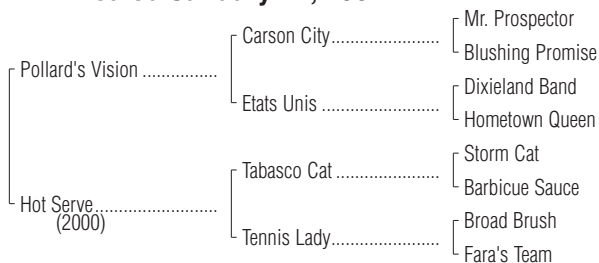 Mr. Prospector
Carson City
Blushing Promise
Pollard's Vision
Dixieland Band
Etats Unis
Hometown Queen
Storm Cat
Tabasco Cat
Barbicue Sauce
Hot Serve
(2000)
Broad Brush
Tennis Lady
Fara's Team